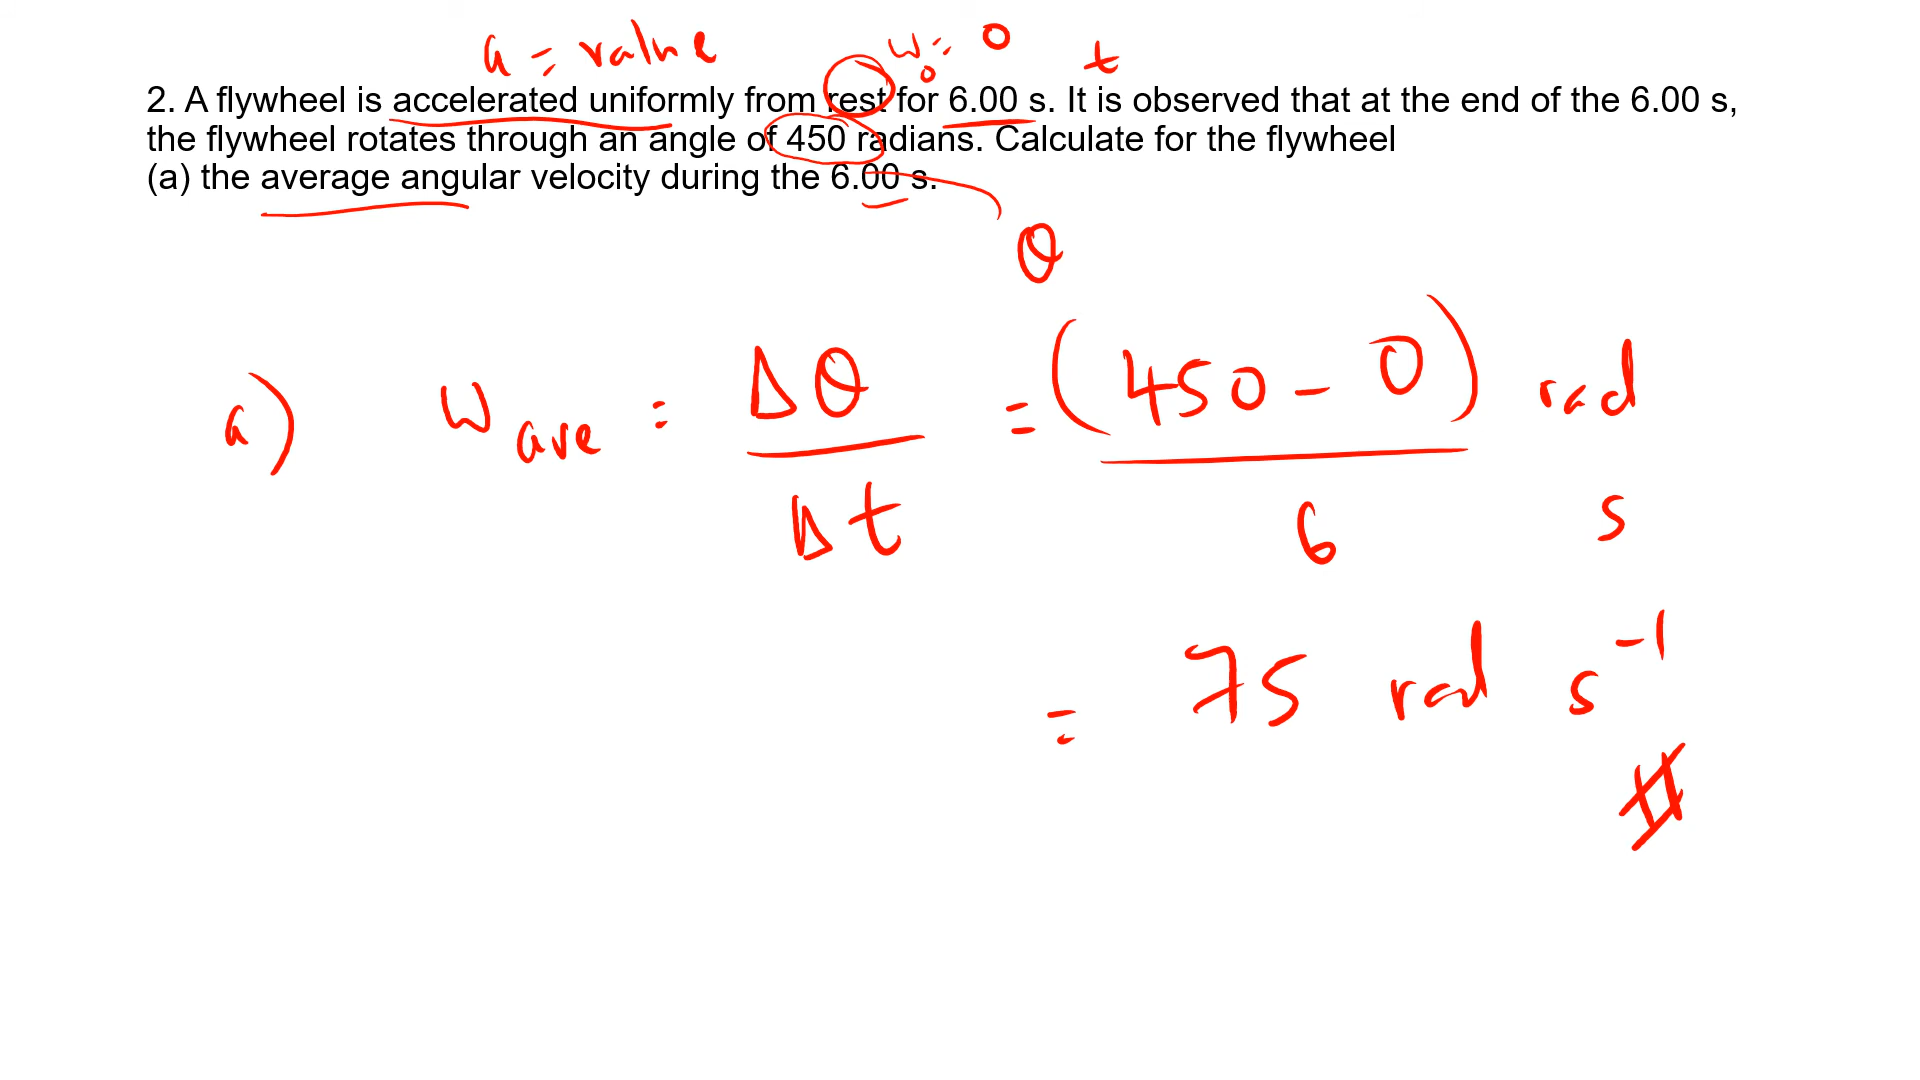 a = value ω₀ = 0 t
2. A flywheel is accelerated uniformly from rest for 6.00 s. It is observed that at the end of the 6.00 s,
the flywheel rotates through an angle of 450 radians. Calculate for the flywheel
(a) the average angular velocity during the 6.00 s.
θ
a) ω ave = Δθ / Δt = (450 - 0) / 6 rad / s
= 75 rad s⁻¹
#